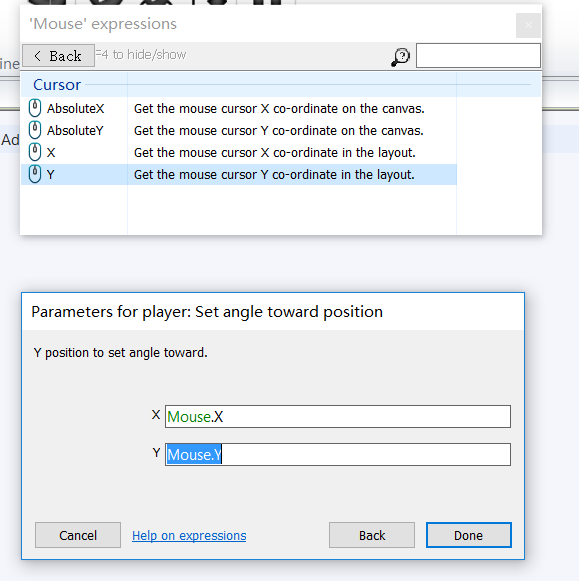 'Mouse' expressions
< Back F4 to hide/show
ine
Cursor
AbsoluteX Get the mouse cursor X co-ordinate on the canvas.
AbsoluteY Get the mouse cursor Y co-ordinate on the canvas.
Ad
X Get the mouse cursor X co-ordinate in the layout.
Y Get the mouse cursor Y co-ordinate in the layout.
Parameters for player: Set angle toward position
Y position to set angle toward.
X Mouse.X
Y Mouse.Y
Cancel Help on expressions Back Done